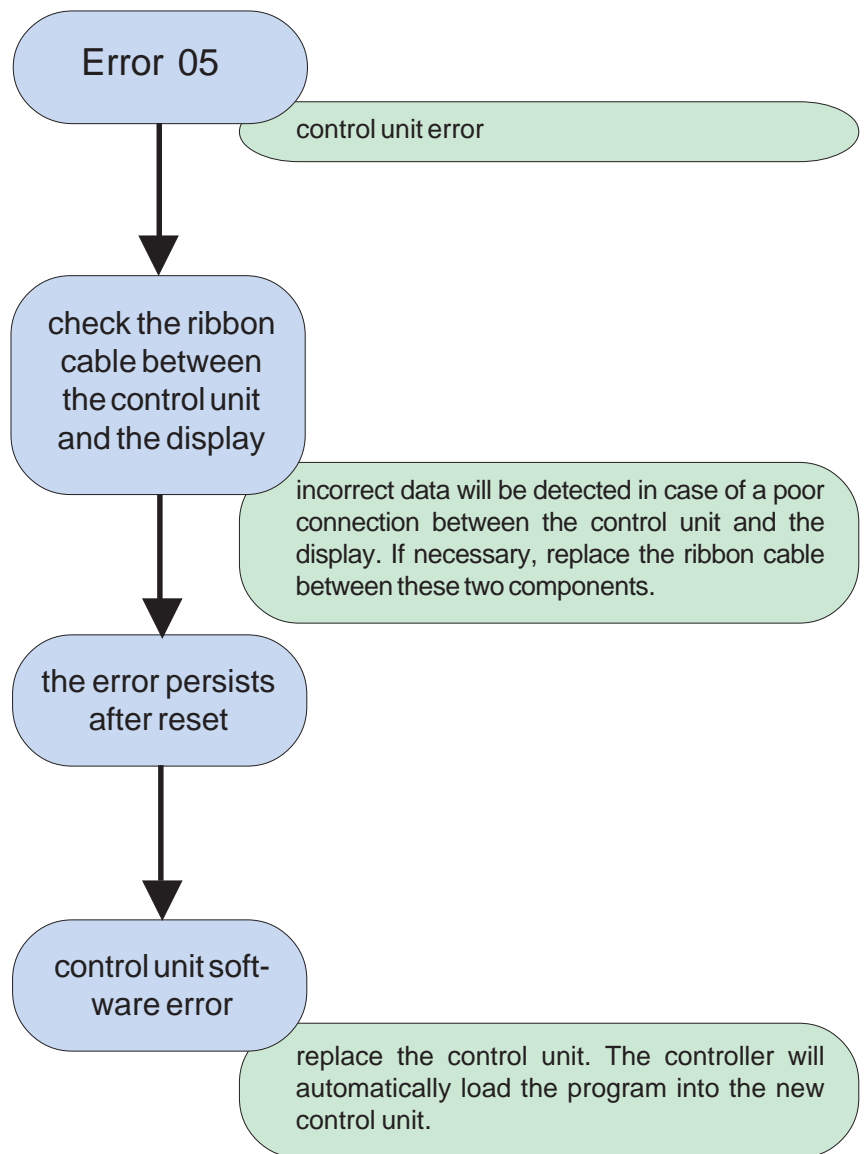 Error 05
control unit error
check the ribbon
cable between
the control unit
and the display
incorrect data will be detected in case of a poor
connection between the control unit and the
display. If necessary, replace the ribbon cable
between these two components.
the error persists
after reset
control unit soft-
ware error
replace the control unit. The controller will
automatically load the program into the new
control unit.